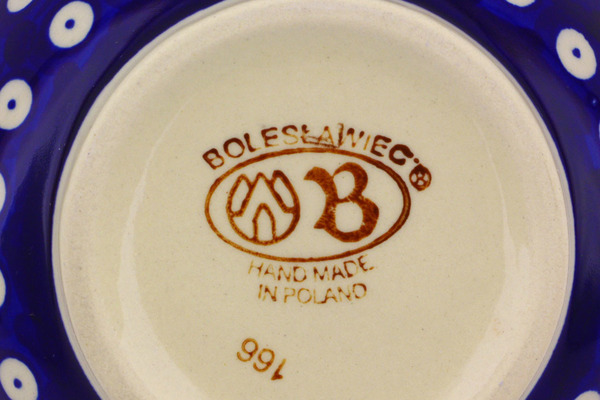 BOLESŁAWIEC
B
HAND MADE
IN POLAND
166